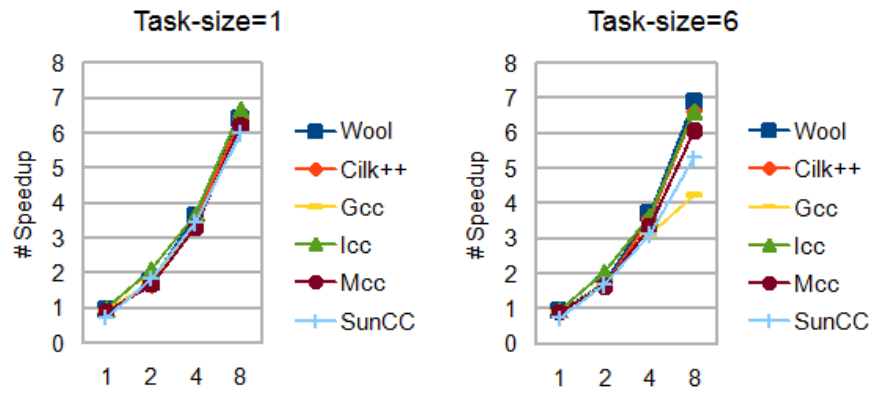 Task-size=1
8
7
6
5
4
3
2
1
0
# Speedup
1 2 4 8
Wool
Cilk++
Gcc
Icc
Mcc
SunCC
Task-size=6
8
7
6
5
4
3
2
1
0
# Speedup
1 2 4 8
Wool
Cilk++
Gcc
Icc
Mcc
SunCC